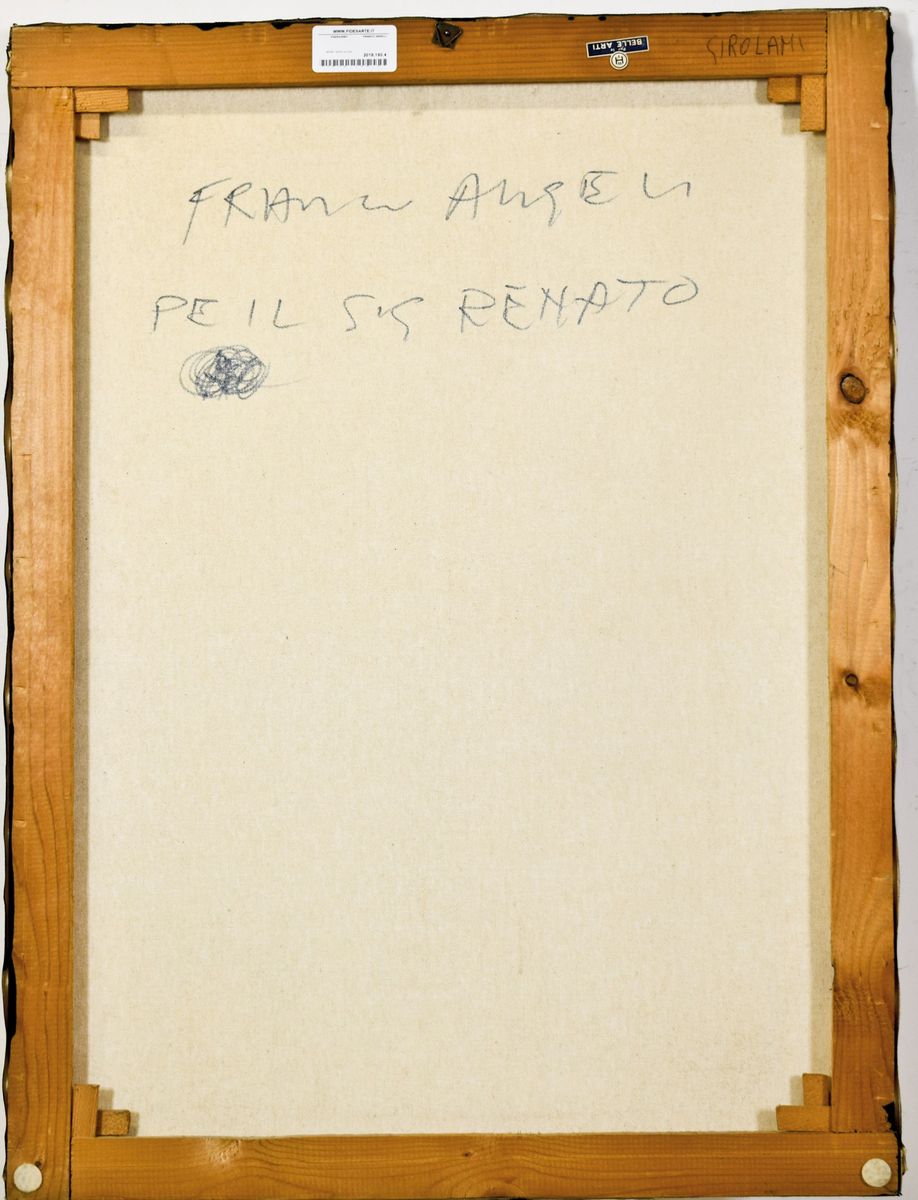 WWW.FIDESARTE.IT
BELLE ARTI
GIROLAMI
FRANCO ANGELI
PE IL SIG RENATO